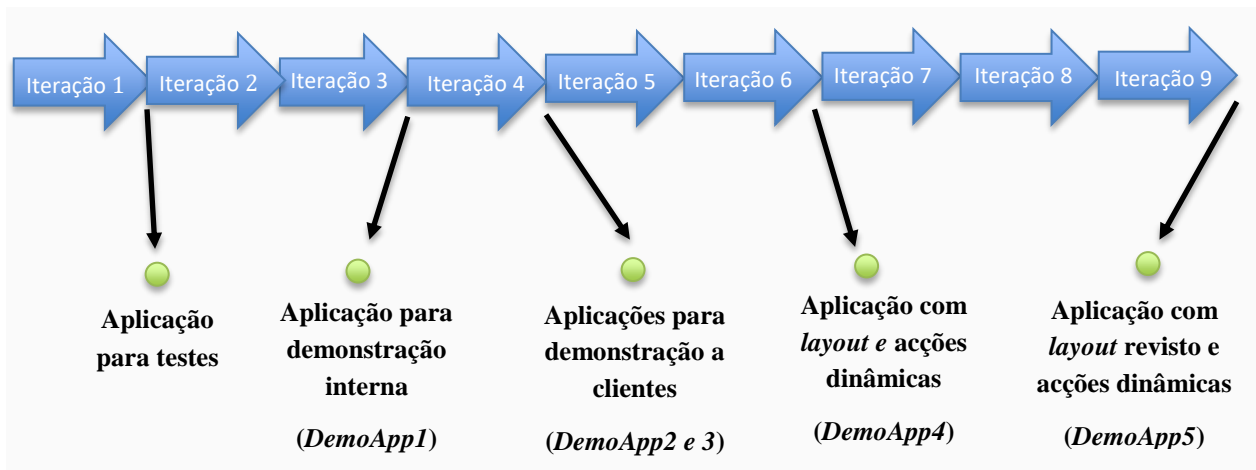 Iteração 1
Iteração 2
Iteração 3
Iteração 4
Iteração 5
Iteração 6
Iteração 7
Iteração 8
Iteração 9
Aplicação
para testes
Aplicação para
demonstração
interna
(DemoApp1)
Aplicações para
demonstração a
clientes
(DemoApp2 e 3)
Aplicação com
layout e acções
dinâmicas
(DemoApp4)
Aplicação com
layout revisto e
acções dinâmicas
(DemoApp5)